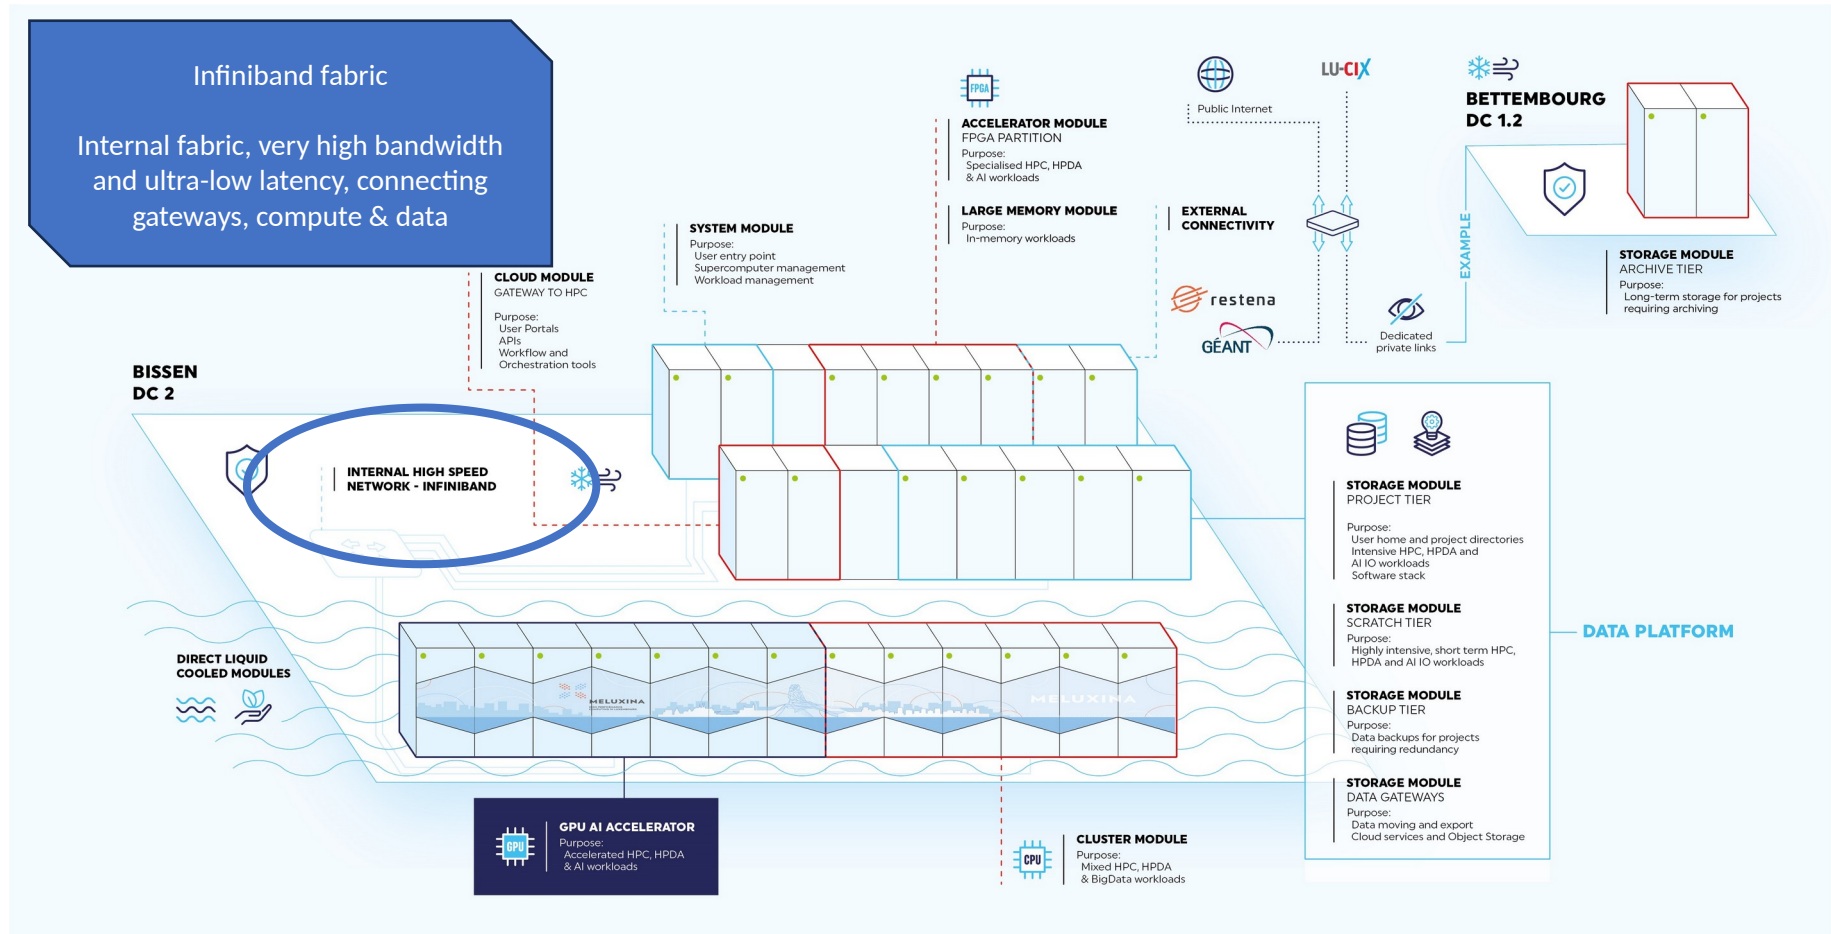 Infiniband fabric
Internal fabric, very high bandwidth
and ultra-low latency, connecting
gateways, compute & data
CLOUD MODULE
GATEWAY TO HPC
Purpose:
User Portals
APIs
Workflow and
Orchestration tools
SYSTEM MODULE
Purpose:
User entry point
Supercomputer management
Workload management
FPGA
ACCELERATOR MODULE
FPGA PARTITION
Purpose:
Specialised HPC, HPDA
& AI workloads
LARGE MEMORY MODULE
Purpose:
In-memory workloads
EXTERNAL
CONNECTIVITY
Public Internet
LU-CIX
restena
GÉANT
Dedicated
private links
EXAMPLE
BETTEMBOURG
DC 1.2
STORAGE MODULE
ARCHIVE TIER
Purpose:
Long-term storage for projects
requiring archiving
BISSEN
DC 2
INTERNAL HIGH SPEED
NETWORK - INFINIBAND
DIRECT LIQUID
COOLED MODULES
MELUXINA
MELUXINA
GPU
GPU AI ACCELERATOR
Purpose:
Accelerated HPC, HPDA
& AI workloads
CPU
CLUSTER MODULE
Purpose:
Mixed HPC, HPDA
& BigData workloads
STORAGE MODULE
PROJECT TIER
Purpose:
User home and project directories
Intensive HPC, HPDA and
AI IO workloads
Software stack
STORAGE MODULE
SCRATCH TIER
Purpose:
Highly intensive, short term HPC,
HPDA and AI IO workloads
STORAGE MODULE
BACKUP TIER
Purpose:
Data backups for projects
requiring redundancy
STORAGE MODULE
DATA GATEWAYS
Purpose:
Data moving and export
Cloud services and Object Storage
DATA PLATFORM